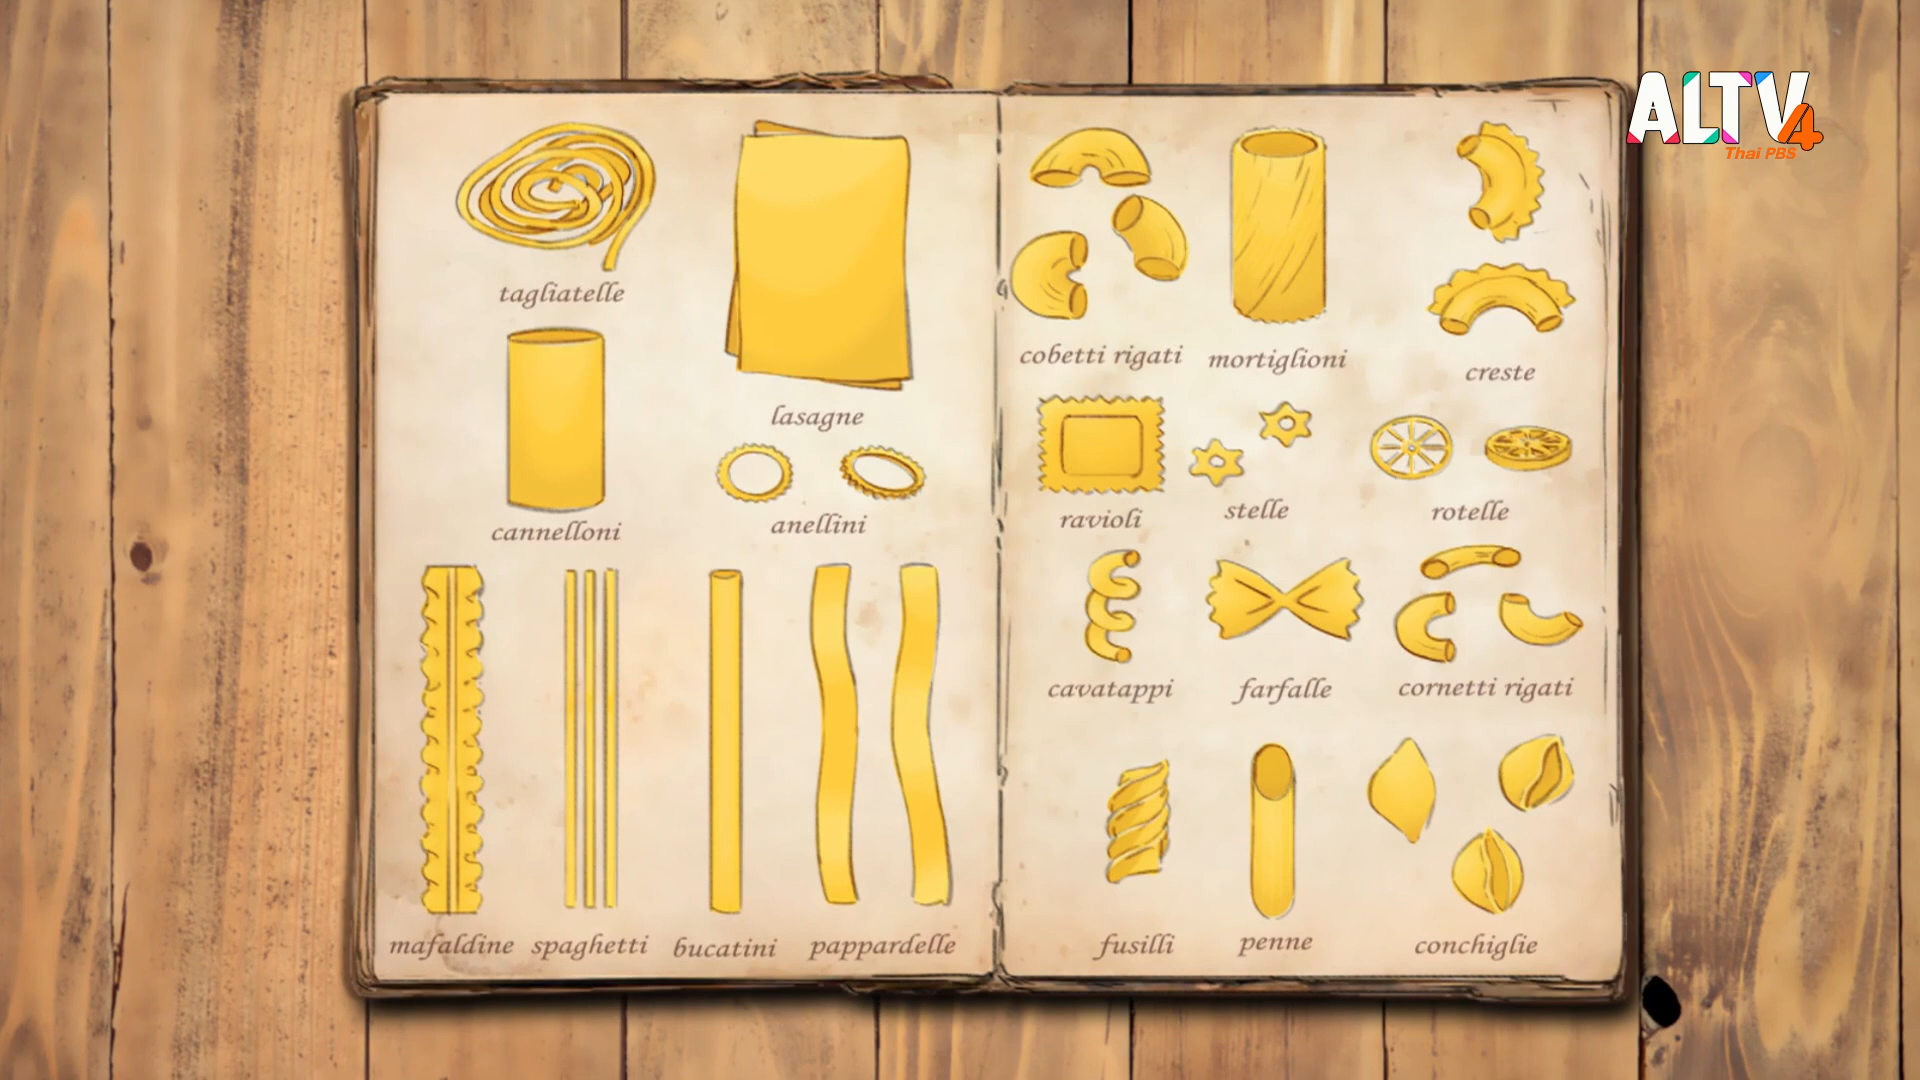 ALTV4
Thai PBS
tagliatelle
lasagne
cannelloni
anellini
mafaldine
spaghetti
bucatini
pappardelle
cobetti rigati
mortiglioni
creste
ravioli
stelle
rotelle
cavatappi
farfalle
cornetti rigati
fusilli
penne
conchiglie